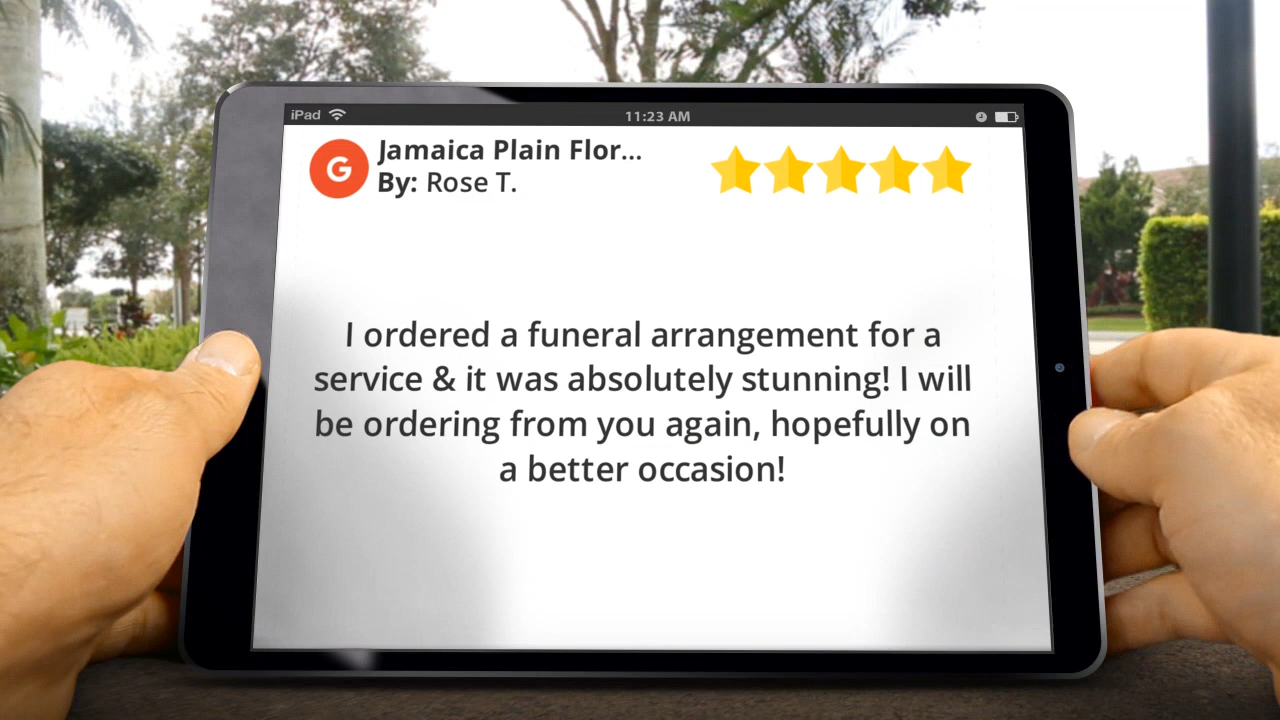 iPad 11:23 AM
G
Jamaica Plain Flor...
By: Rose T.
I ordered a funeral arrangement for a
service & it was absolutely stunning! I will
be ordering from you again, hopefully on
a better occasion!